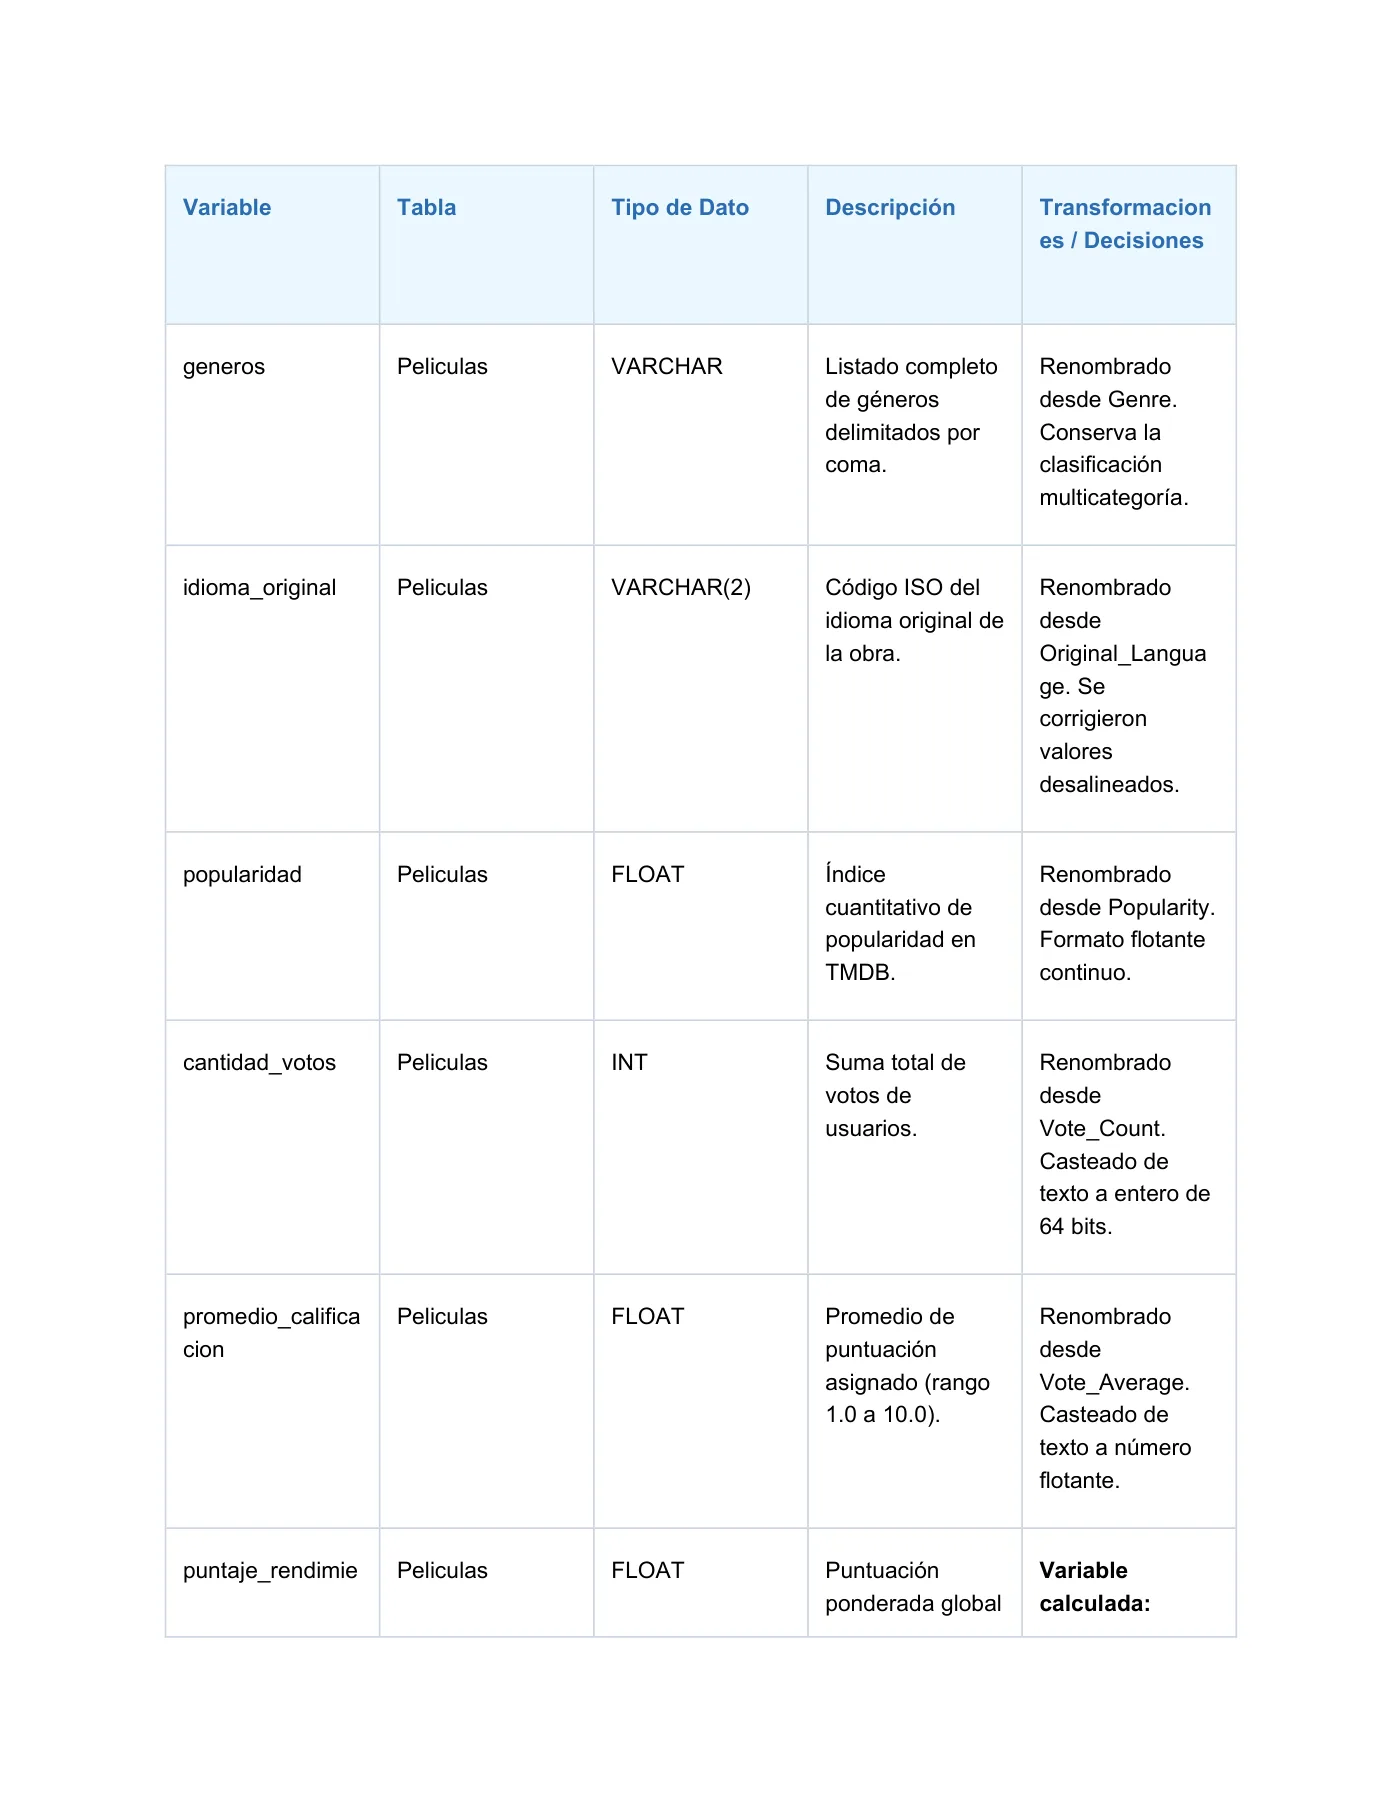 Variable
Tabla
Tipo de Dato
Descripción
Transformacion
es / Decisiones
generos
Peliculas
VARCHAR
Listado completo
de géneros
delimitados por
coma.
Renombrado
desde Genre.
Conserva la
clasificación
multicategoría.
idioma_original
Peliculas
VARCHAR(2)
Código ISO del
idioma original de
la obra.
Renombrado
desde
Original_Langua
ge. Se
corrigieron
valores
desalineados.
popularidad
Peliculas
FLOAT
Índice
cuantitativo de
popularidad en
TMDB.
Renombrado
desde Popularity.
Formato flotante
continuo.
cantidad_votos
Peliculas
INT
Suma total de
votos de
usuarios.
Renombrado
desde
Vote_Count.
Casteado de
texto a entero de
64 bits.
promedio_califica
cion
Peliculas
FLOAT
Promedio de
puntuación
asignado (rango
1.0 a 10.0).
Renombrado
desde
Vote_Average.
Casteado de
texto a número
flotante.
puntaje_rendimie
Peliculas
FLOAT
Puntuación
ponderada global
Variable
calculada: